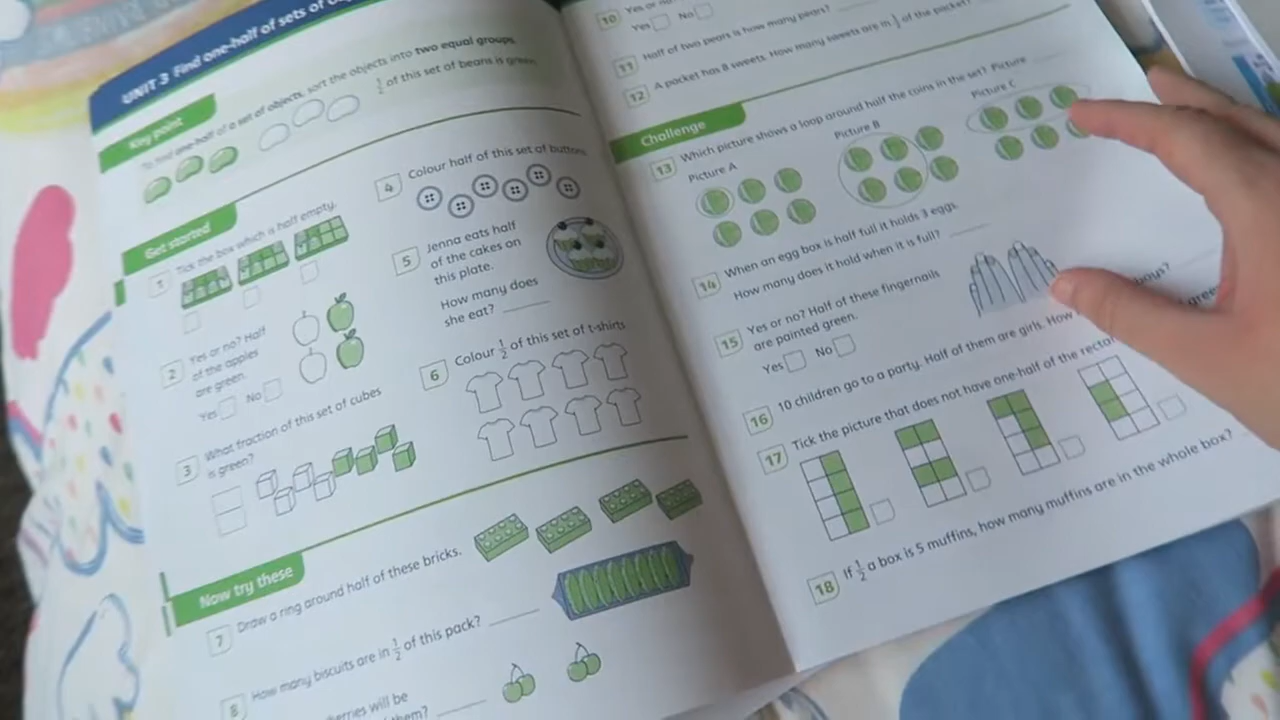 UNIT 3 Find one-half of sets of
Key point
To find one-half of a set of objects, sort the objects into two equal groups.
1/2 of this set of beans is green.
Get started
1 Tick the box which is half empty.
2 Yes or no? Half
of the apples
are green.
Yes No
3 What fraction of this set of cubes
is green?
4 Colour half of this set of buttons.
5 Jenna eats half
of the cakes on
this plate.
How many does
she eat?
6 Colour 1/2 of this set of t-shirts
Now try these
7 Draw a ring around half of these bricks.
8 How many biscuits are in 1/2 of this pack?
will be
10 Yes or no
Yes No
11 Half of two pears is how many pears?
12 A packet has 8 sweets. How many sweets are in 1/2 of the packet?
Challenge
13 Which picture shows a loop around half the coins in the set? Picture
Picture A
Picture B
Picture C
14 When an egg box is half full it holds 3 eggs.
How many does it hold when it is full?
15 Yes or no? Half of these fingernails
are painted green.
Yes No
16 10 children go to a party. Half of them are girls. How
17 Tick the picture that does not have one-half of the
18 If 1/2 a box is 5 muffins, how many muffins are in the whole box?